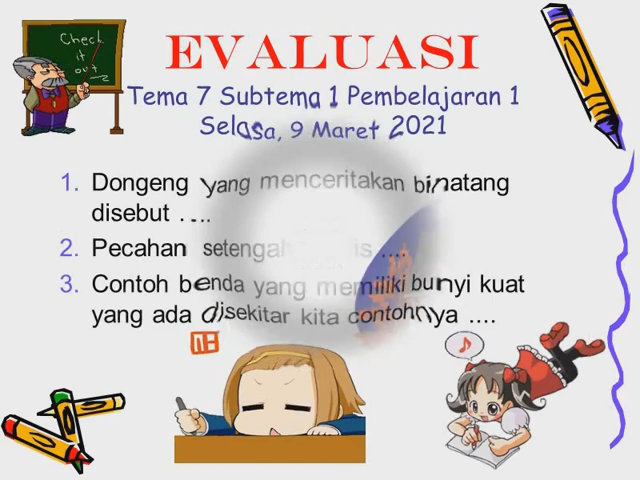 Check
it
out
EVALUASI
Tema 7 Subtema 1 Pembelajaran 1
Selasa, 9 Maret 2021
1. Dongeng yang menceritakan binatang
disebut ....
2. Pecahan setengah ....
3. Contoh benda yang memiliki bunyi kuat
yang ada disekitar kita contohnya ....